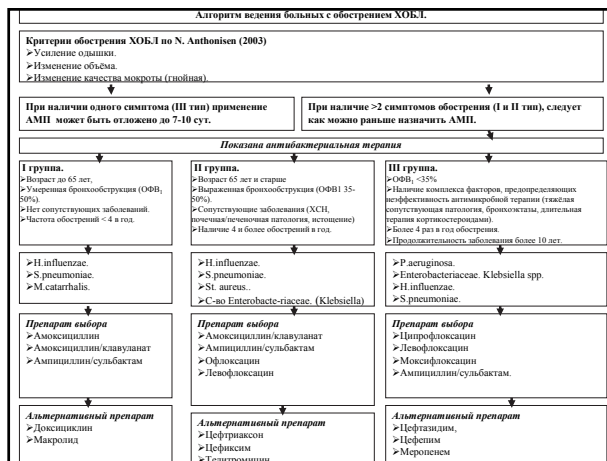 Алгоритм ведения больных с обострением ХОБЛ.
Критерии обострения ХОБЛ по N. Anthonisen (2003)
➤Усиление одышки.
➤Изменение объёма.
➤Изменение качества мокроты (гнойная).
При наличии одного симптома (III тип) применение
АМП может быть отложено до 7-10 сут.
При наличие >2 симптомов обострения (I и II тип), следует
как можно раньше назначить АМП.
Показана антибактериальная терапия
I группа.
➤Возраст до 65 лет,
➤Умеренная бронхообструкция (ОФВ₁
50%).
➤Нет сопутствующих заболеваний.
➤Частота обострений < 4 в год.
II группа.
➤Возраст 65 лет и старше
➤Выраженная бронхообструкция (ОФВ1 35-
50%).
➤Сопутствующие заболевания (ХСН,
почечная/печеночная патология, истощение)
➤Наличие 4 и более обострений в год.
III группа.
➤ОФВ₁ <35%
➤Наличие комплекса факторов, предопределяющих
неэффективность антимикробной терапии (тяжёлая
сопутствующая патология, бронхоэктазы, длительная
терапия кортикостероидами).
➤Более 4 раз в год обострения.
➤Продолжительность заболевания более 10 лет.
➤H.influenzae.
➤S.pneumoniae.
➤M.catarrhalis.
➤H.influenzae.
➤S.pneumoniae.
➤St. aureus..
➤С-во Enterobacte-riaceae. (Klebsiella)
➤P.aeruginosa.
➤Enterobacteriaceae. Klebsiella spp.
➤H.influenzae.
➤S.pneumoniae.
Препарат выбора
➤Амоксициллин
➤Амоксициллин/клавуланат
➤Ампициллин/сульбактам
Препарат выбора
➤Амоксициллин/клавуланат
➤Ампициллин/сульбактам
➤Офлоксацин
➤Левофлоксацин
Препарат выбора
➤Ципрофлоксацин
➤Левофлоксацин
➤Моксифлоксацин
➤Ампициллин/сульбактам.
Альтернативный препарат
➤Доксициклин
➤Макролид
Альтернативный препарат
➤Цефтриаксон
➤Цефиксим
➤Телитромицин
Альтернативный препарат
➤Цефтазидим,
➤Цефепим
➤Меропенем